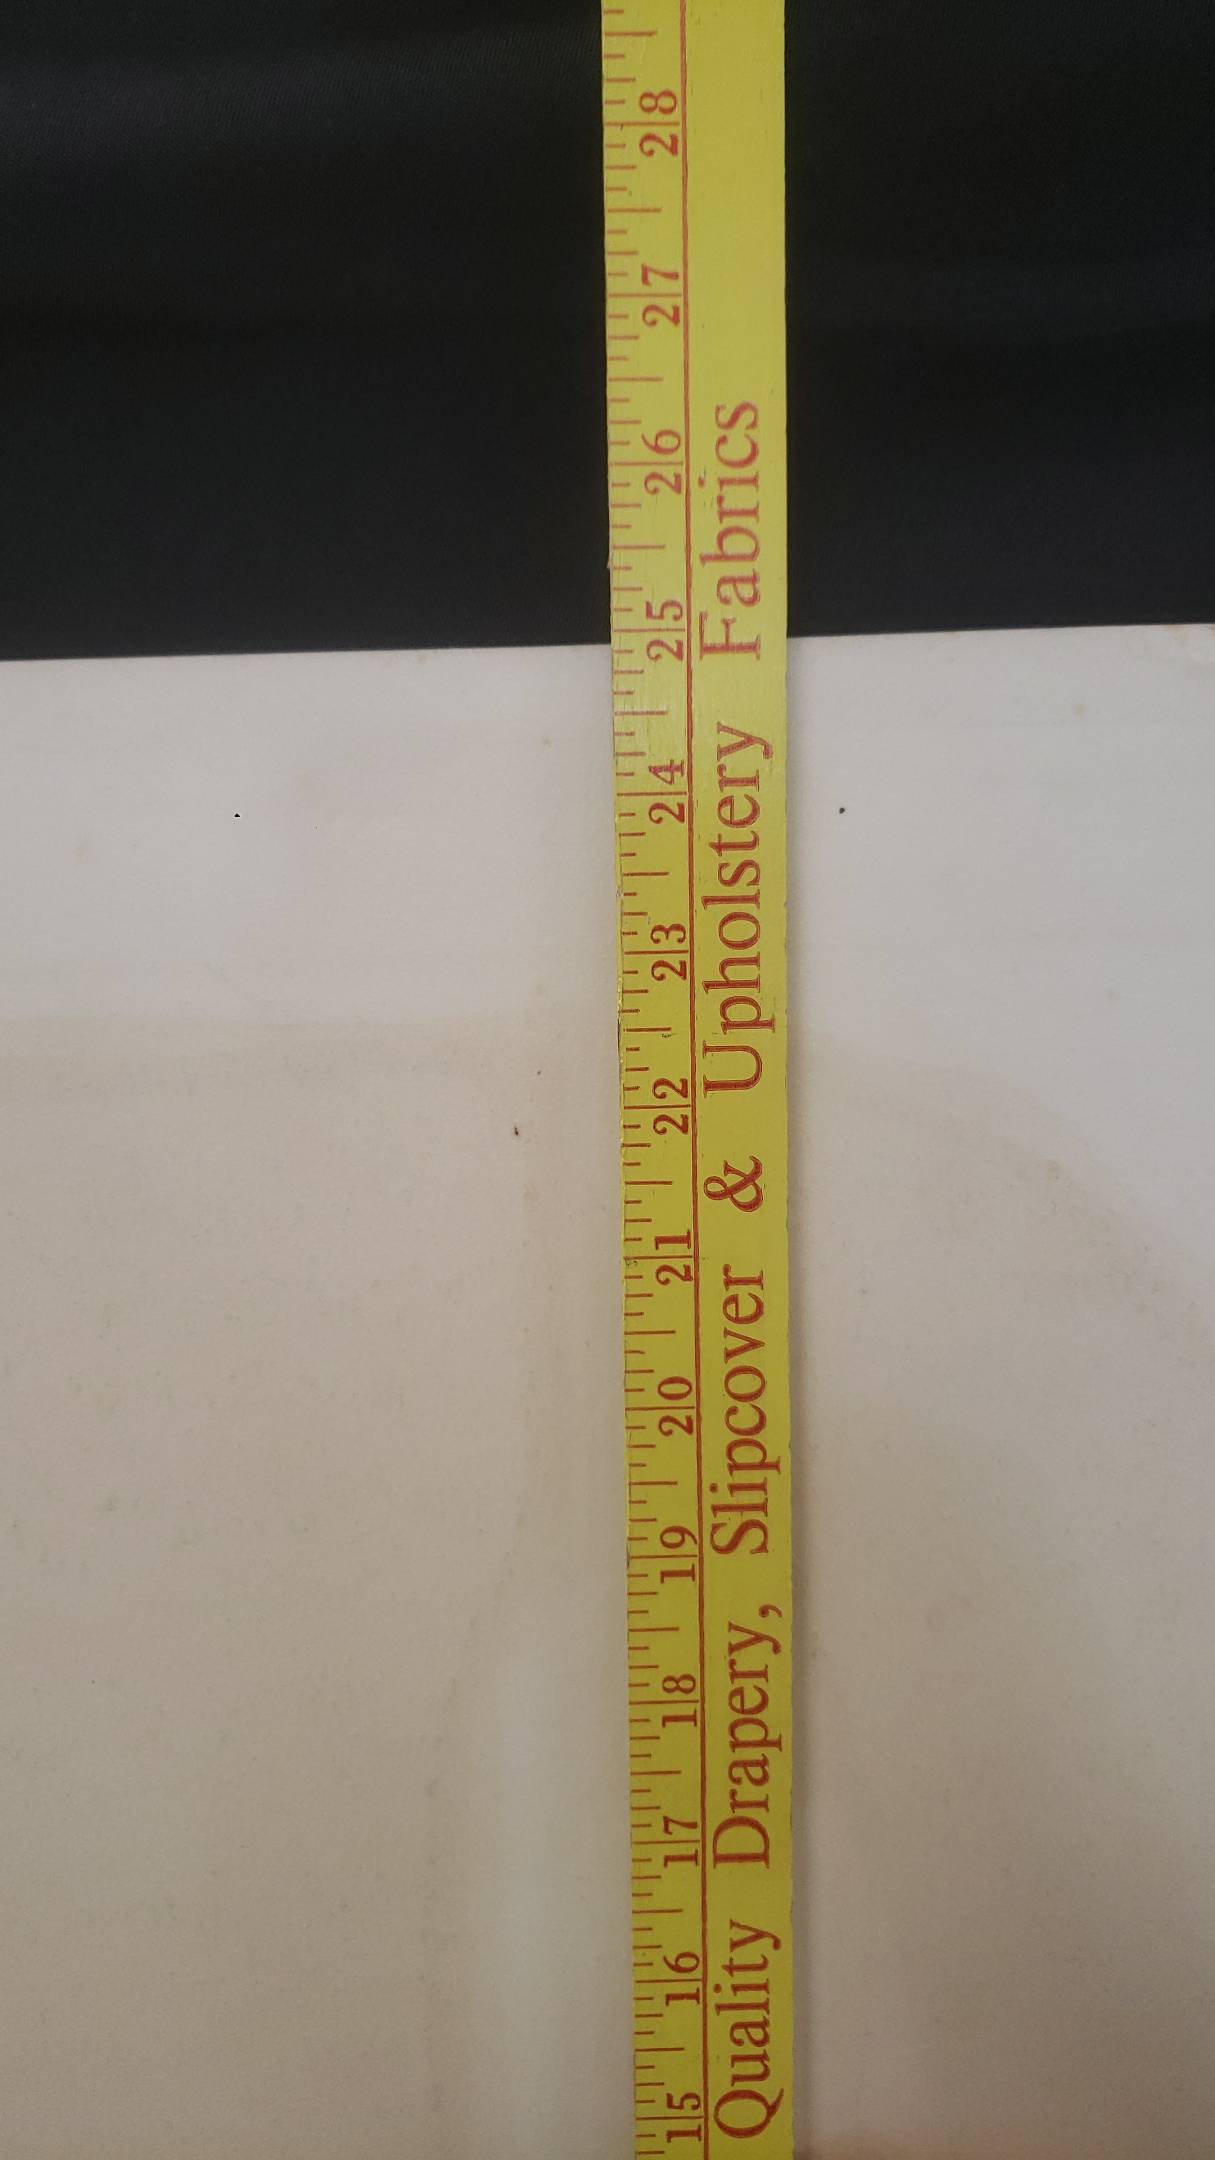 15 16 17 18 19 20 21 22 23 24 25 26 27 28
Quality Drapery, Slipcover & Upholstery Fabrics